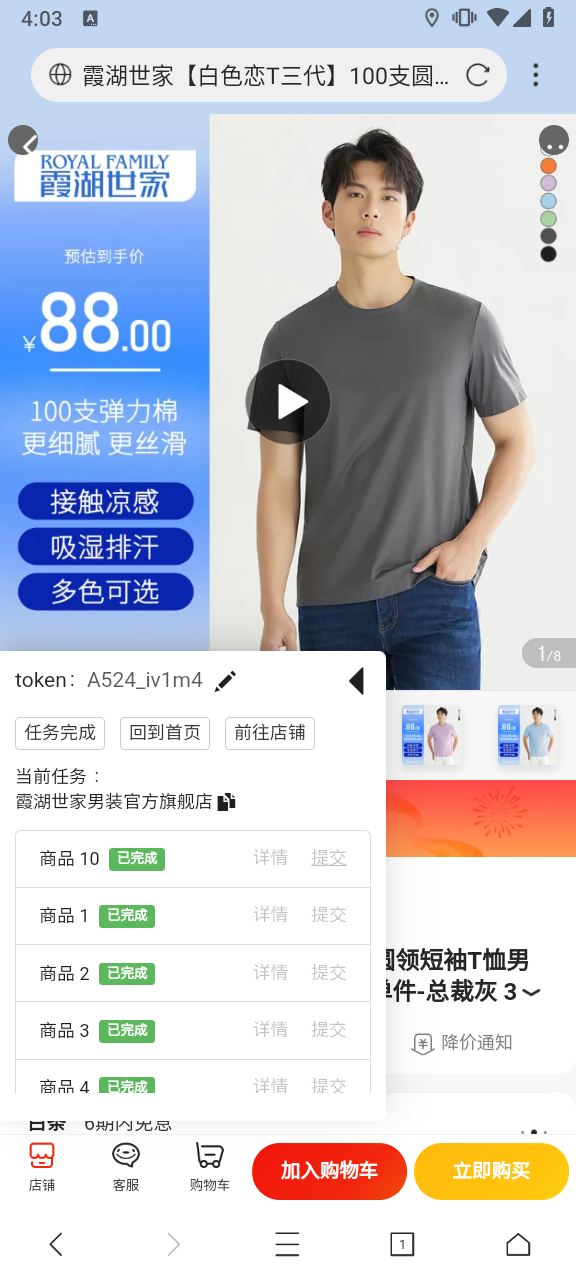 4:03
A
霞湖世家【白色恋T三代】100支圆...
ROYAL FAMILY
霞湖世家
预估到手价
¥88.00
100支弹力棉
更细腻 更丝滑
接触凉感
吸湿排汗
多色可选
1/8
token: A524_iv1m4
任务完成 回到首页 前往店铺
当前任务：
霞湖世家男装官方旗舰店
商品 10 已完成 详情 提交
商品 1 已完成 详情 提交
商品 2 已完成 详情 提交
商品 3 已完成 详情 提交
商品 4 已完成 详情 提交
圆领短袖T恤男
单件-总裁灰 3
降价通知
白条 6期内免息
店铺 客服 购物车 加入购物车 立即购买
1